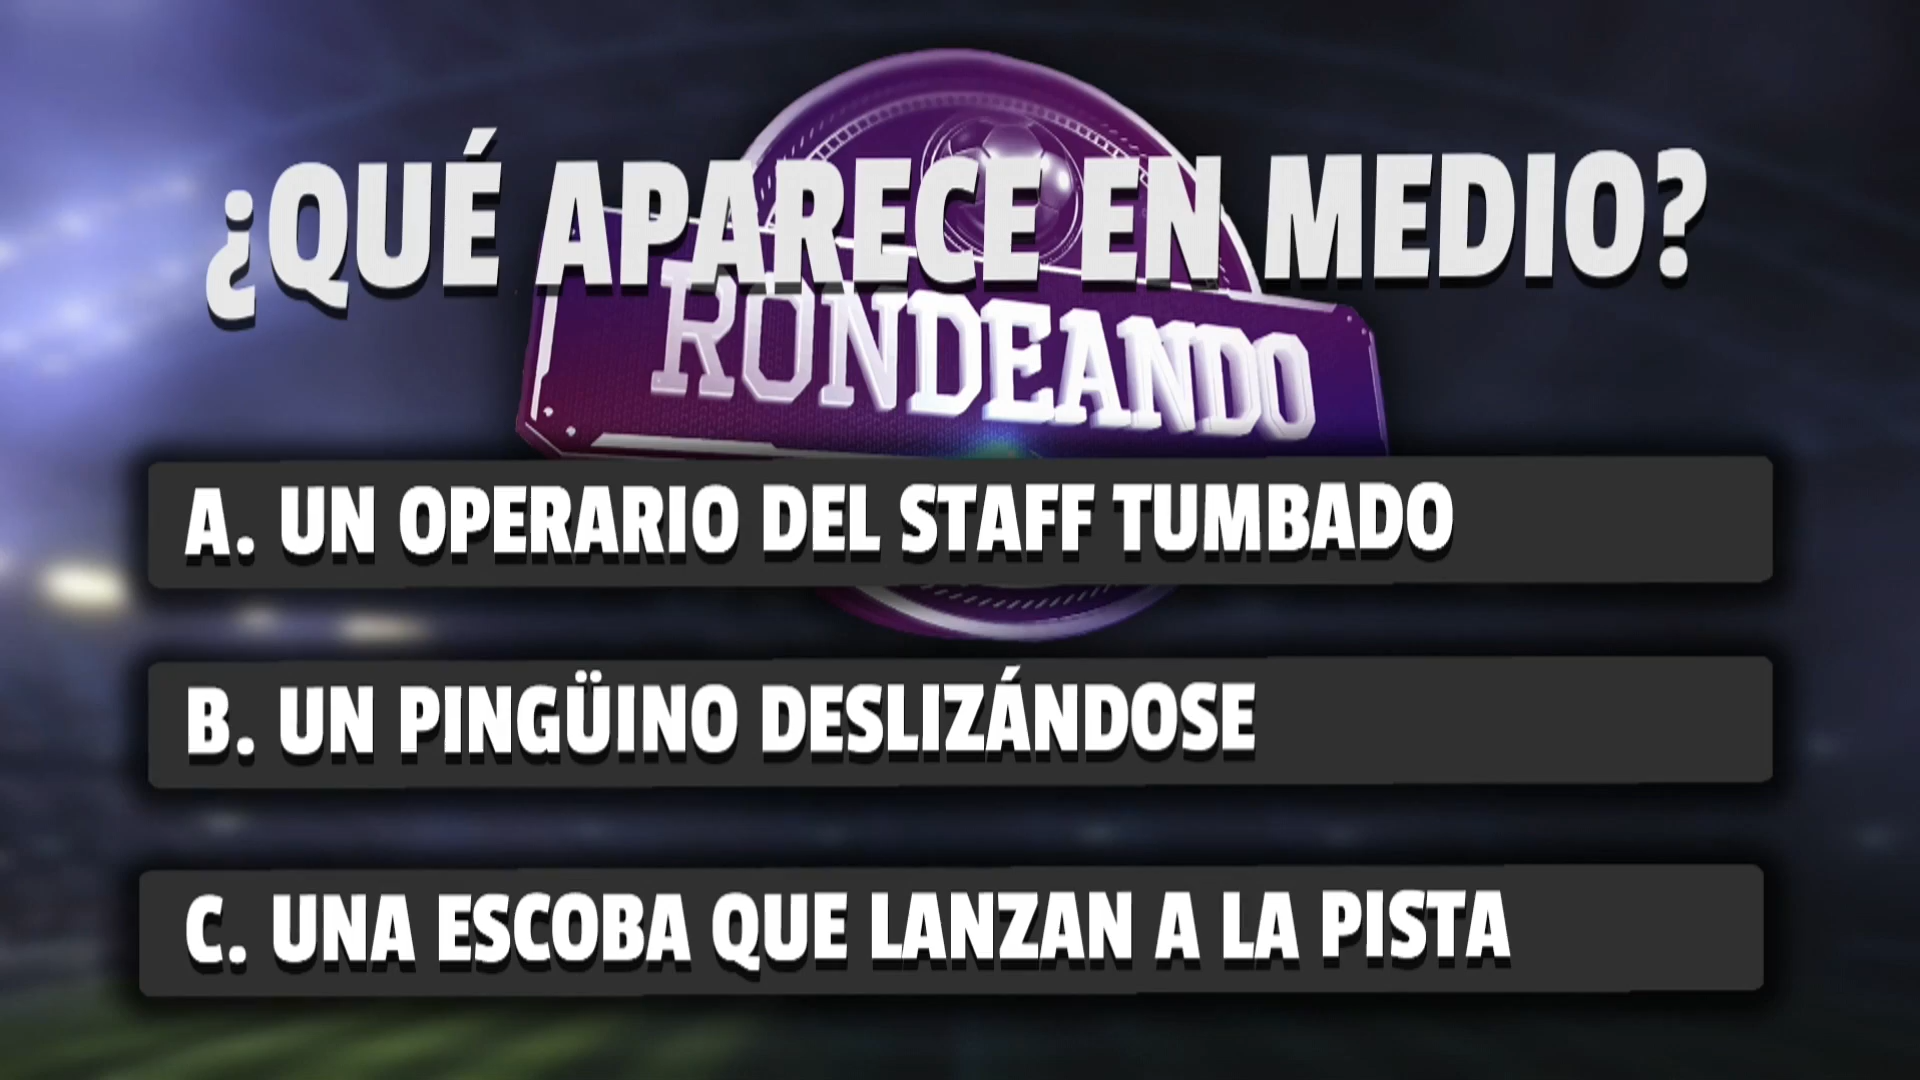 ¿QUÉ APARECE EN MEDIO?
RONDEANDO
A. UN OPERARIO DEL STAFF TUMBADO
B. UN PINGÜINO DESLIZÁNDOSE
C. UNA ESCOBA QUE LANZAN A LA PISTA